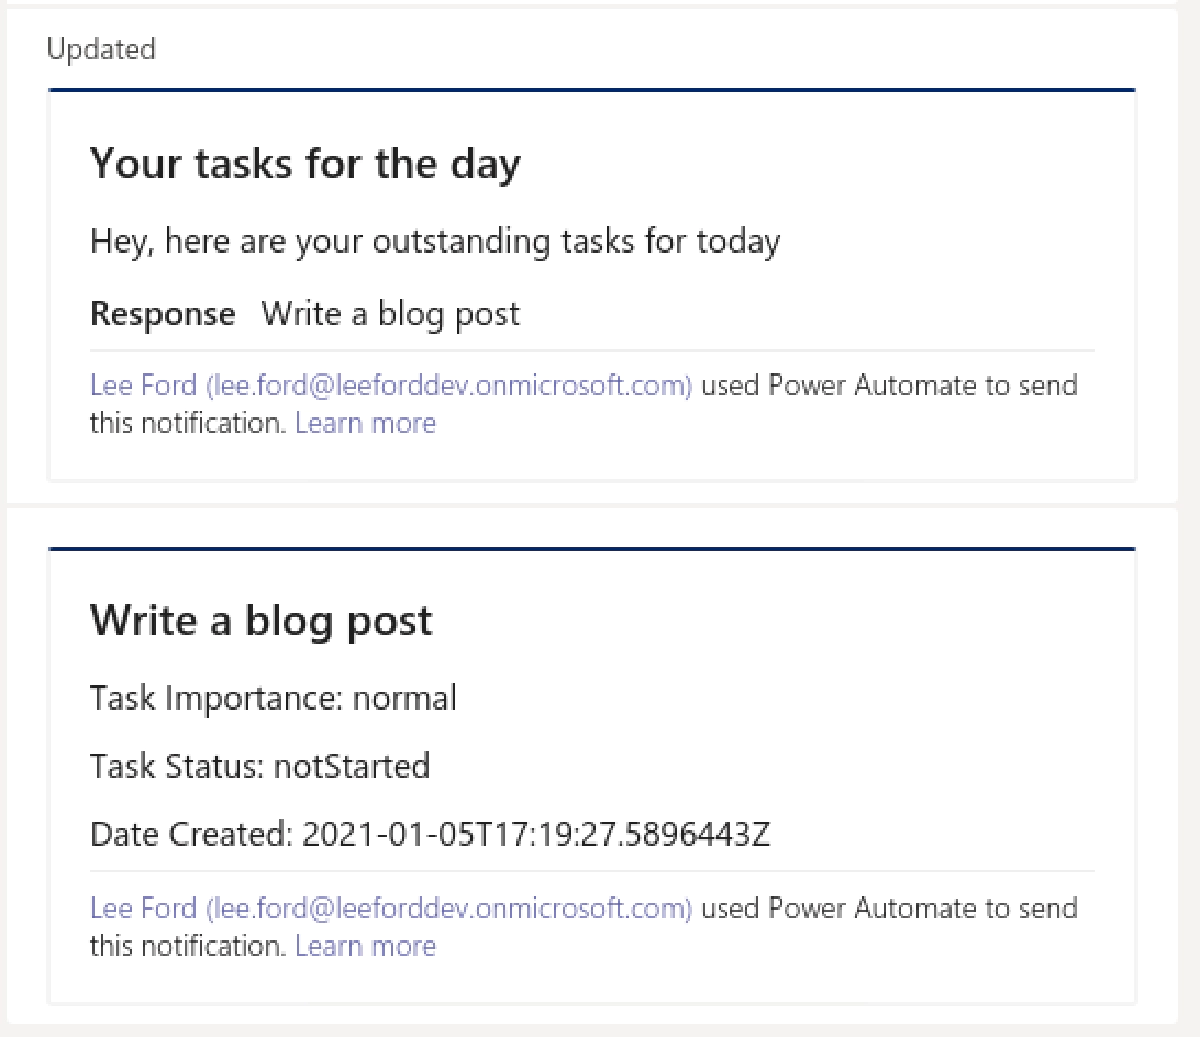 Updated
Your tasks for the day
Hey, here are your outstanding tasks for today
Response Write a blog post
Lee Ford (lee.ford@leeforddev.onmicrosoft.com) used Power Automate to send
this notification. Learn more
Write a blog post
Task Importance: normal
Task Status: notStarted
Date Created: 2021-01-05T17:19:27.5896443Z
Lee Ford (lee.ford@leeforddev.onmicrosoft.com) used Power Automate to send
this notification. Learn more